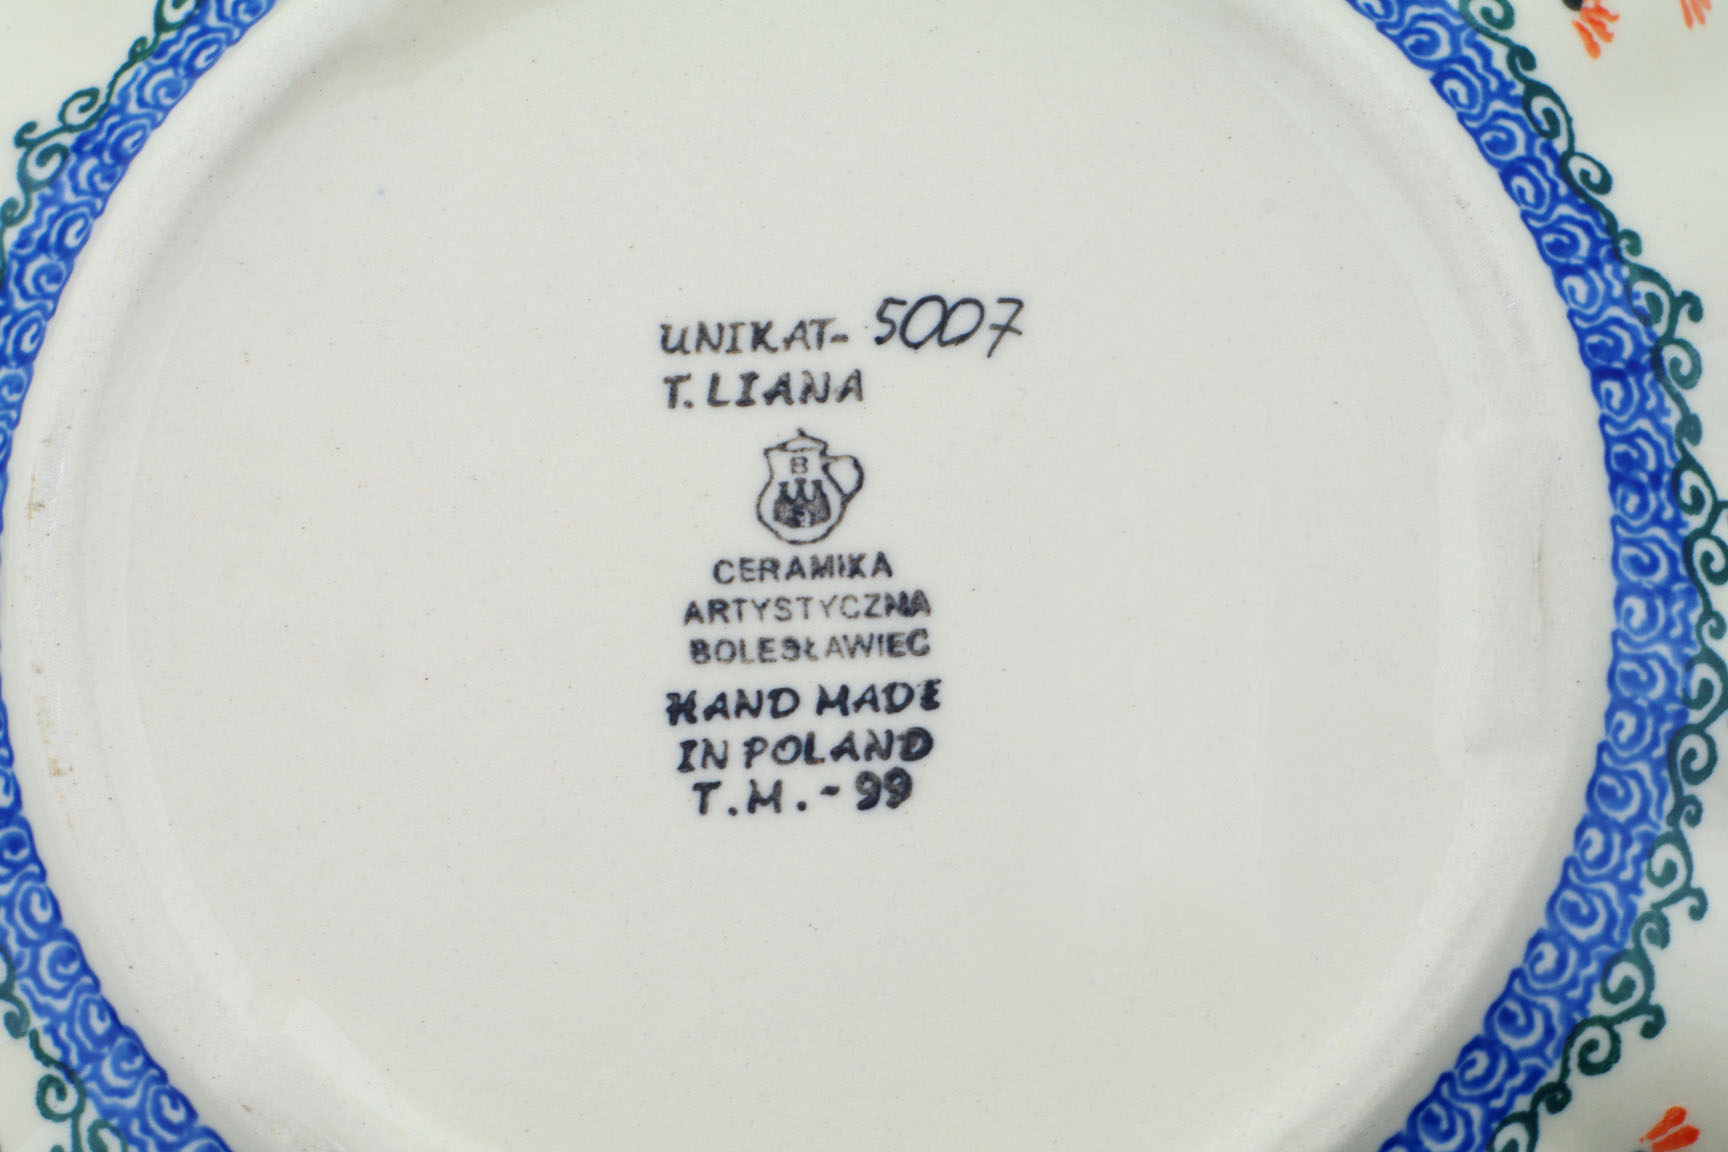 UNIKAT- 5007
T. LIANA
B
CERAMIKA
ARTYSTYCZNA
BOLESŁAWIEC
HAND MADE
IN POLAND
T.M.-99